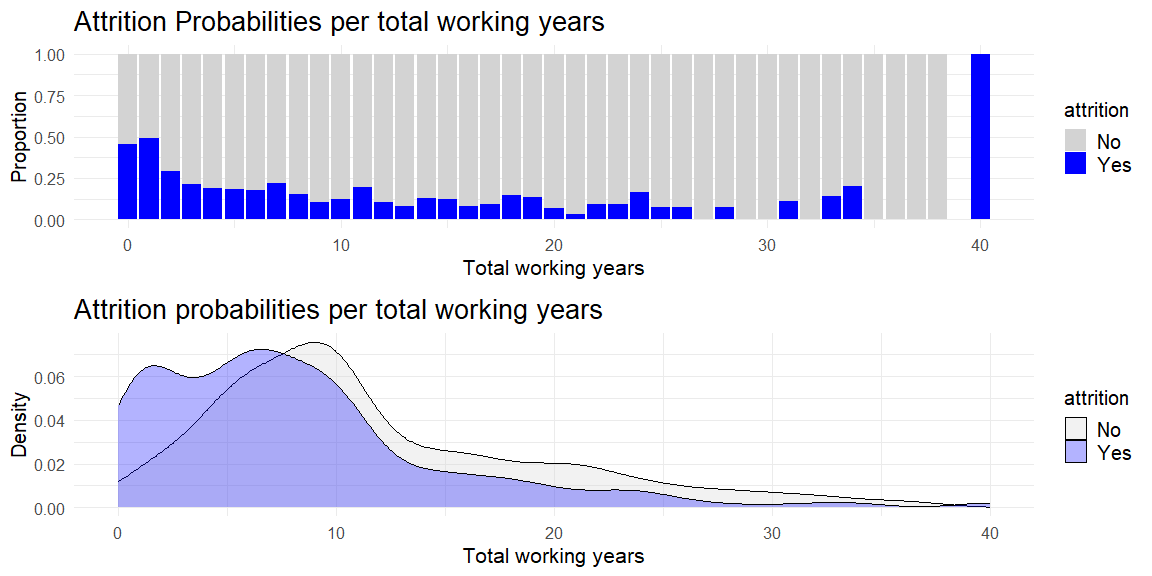 Attrition Probabilities per total working years
1.00
0.75
0.50
0.25
0.00
Proportion
0 10 20 30 40
Total working years
attrition
No
Yes
Attrition probabilities per total working years
0.06
0.04
0.02
0.00
Density
0 10 20 30 40
Total working years
attrition
No
Yes